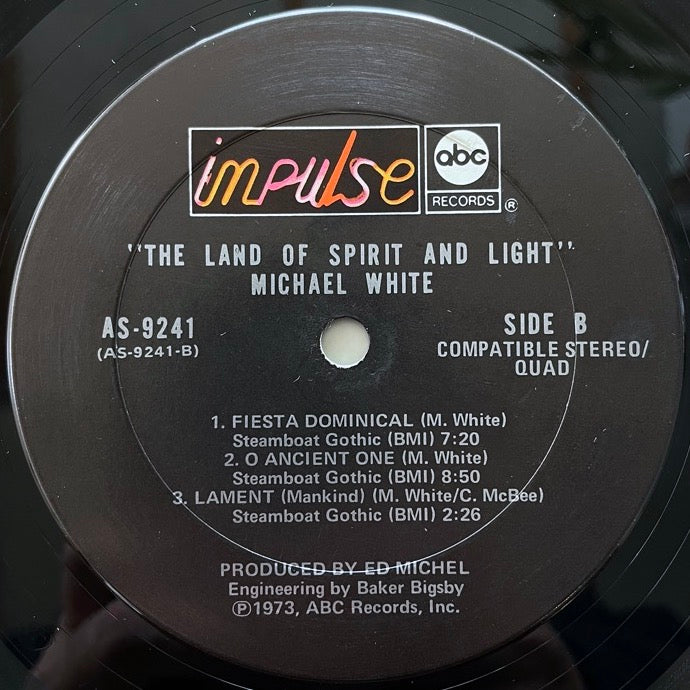 impulse
abc
RECORDS ®
"THE LAND OF SPIRIT AND LIGHT"
MICHAEL WHITE
AS-9241
(AS-9241-B)
SIDE B
COMPATIBLE STEREO/
QUAD
1. FIESTA DOMINICAL (M. White)
Steamboat Gothic (BMI) 7:20
2. O ANCIENT ONE (M. White)
Steamboat Gothic (BMI) 8:50
3. LAMENT (Mankind) (M. White/C. McBee)
Steamboat Gothic (BMI) 2:26
PRODUCED BY ED MICHEL
Engineering by Baker Bigsby
℗1973, ABC Records, Inc.